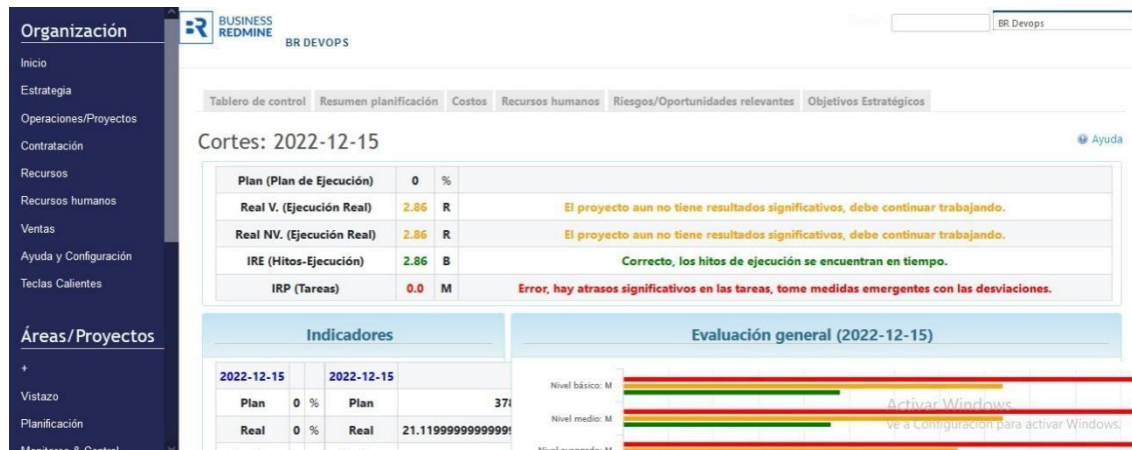 Organización
Inicio
Estrategia
Operaciones/Proyectos
Contratación
Recursos
Recursos humanos
Ventas
Ayuda y Configuración
Teclas Calientes
Áreas/Proyectos
+
Vistazo
Planificación
BUSINESS
REDMINE
BR DEVOPS
BR Devops
Tablero de control Resumen planificación Costos Recursos humanos Riesgos/Oportunidades relevantes Objetivos Estratégicos
Cortes: 2022-12-15
Ayuda
Plan (Plan de Ejecución) 0 %
Real V. (Ejecución Real) 2.86 R El proyecto aun no tiene resultados significativos, debe continuar trabajando.
Real NV. (Ejecución Real) 2.86 R El proyecto aun no tiene resultados significativos, debe continuar trabajando.
IRE (Hitos-Ejecución) 2.86 B Correcto, los hitos de ejecución se encuentran en tiempo.
IRP (Tareas) 0.0 M Error, hay atrasos significativos en las tareas, tome medidas emergentes con las desviaciones.
Indicadores
2022-12-15 2022-12-15
Plan 0 % Plan 378
Real 0 % Real 21.1199999999999
Evaluación general (2022-12-15)
Nivel básico: M
Nivel medio: M
Activar Windows
Ve a Configuración para activar Windows.